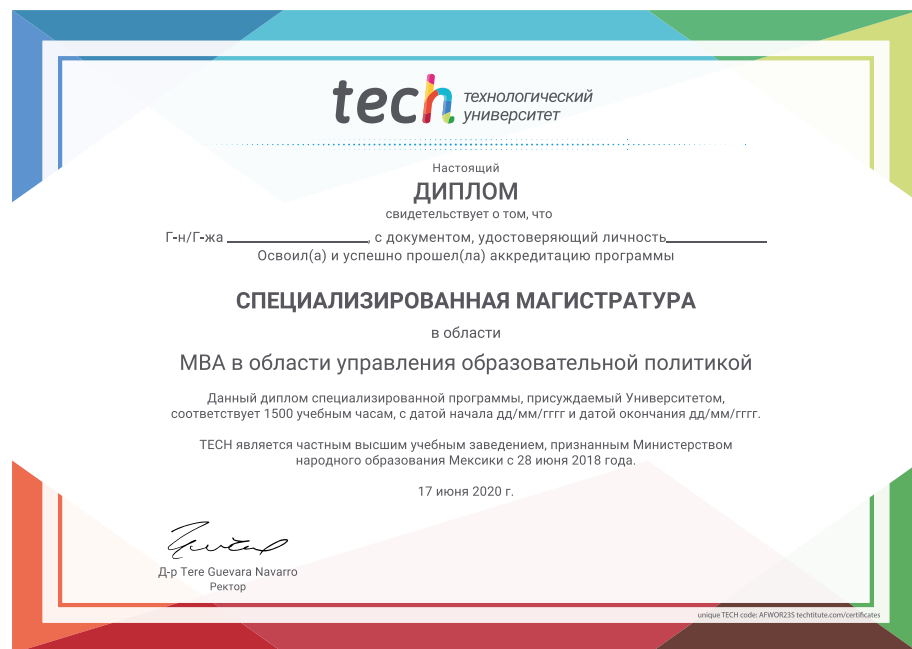 tech технологический
университет
Настоящий
ДИПЛОМ
свидетельствует о том, что
Г-н/Г-жа , с документом, удостоверяющий личность
Освоил(а) и успешно прошел(ла) аккредитацию программы
СПЕЦИАЛИЗИРОВАННАЯ МАГИСТРАТУРА
в области
MBA в области управления образовательной политикой
Данный диплом специализированной программы, присуждаемый Университетом,
соответствует 1500 учебным часам, с датой начала дд/мм/гггг и датой окончания дд/мм/гггг.
TECH является частным высшим учебным заведением, признанным Министерством
народного образования Мексики с 28 июня 2018 года.
17 июня 2020 г.
Д-р Tere Guevara Navarro
Ректор
unique TECH code: AFWOR23S techtitute.com/certificates